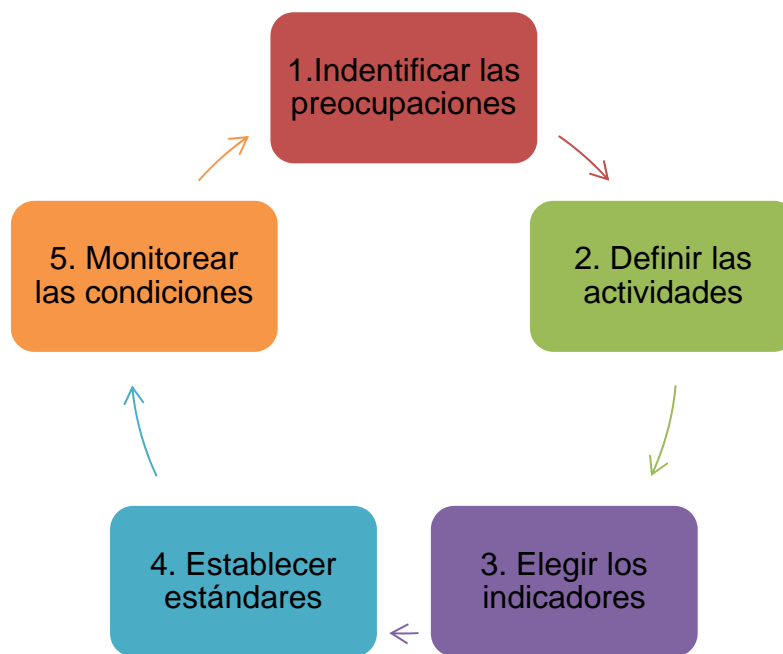 1.Indentificar las
preocupaciones
2. Definir las
actividades
3. Elegir los
indicadores
4. Establecer
estándares
5. Monitorear
las condiciones